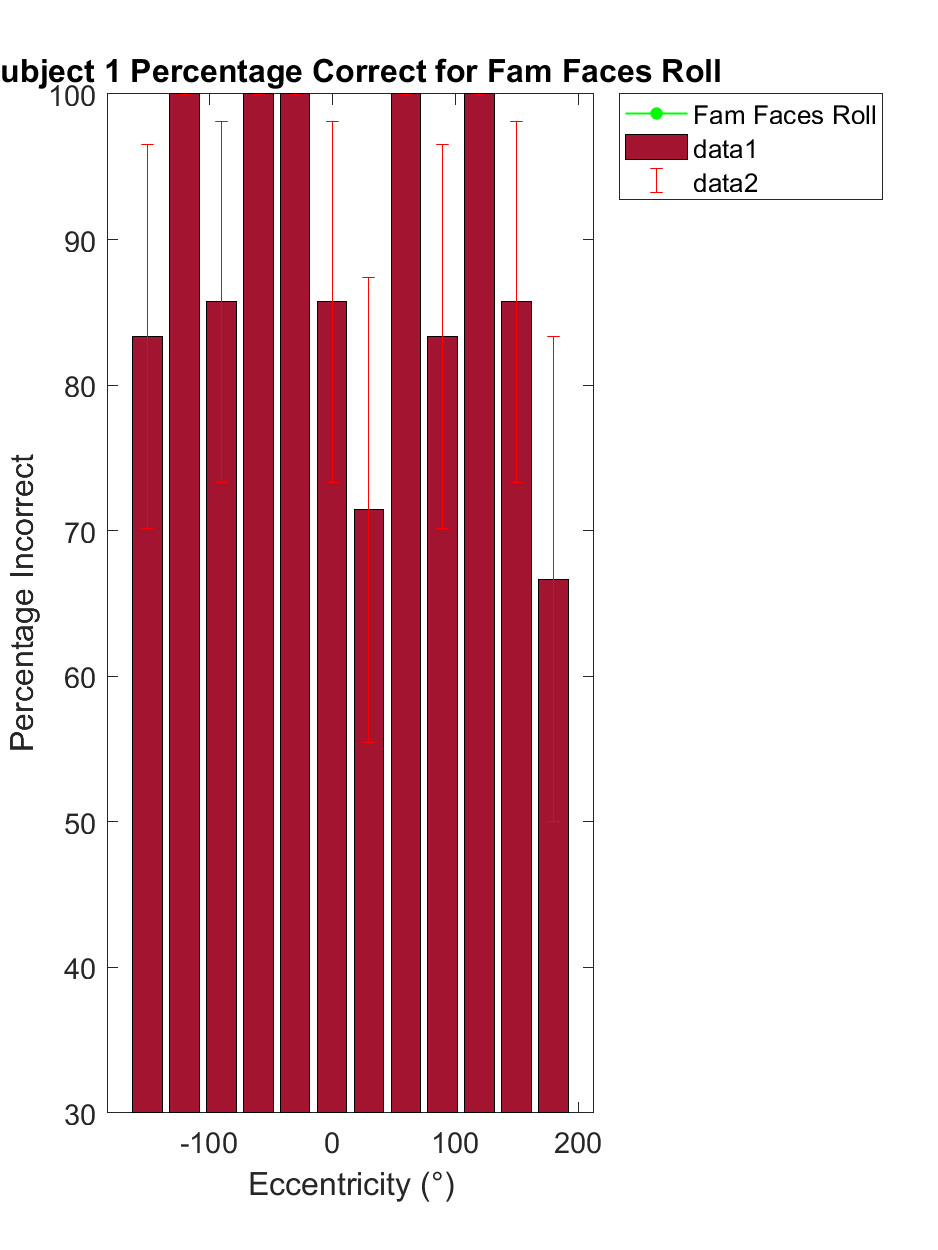 ubject 1 Percentage Correct for Fam Faces Roll
Fam Faces Roll
data1
data2
100
90
80
70
60
50
40
30
Percentage Incorrect
-100
0
100
200
Eccentricity (°)